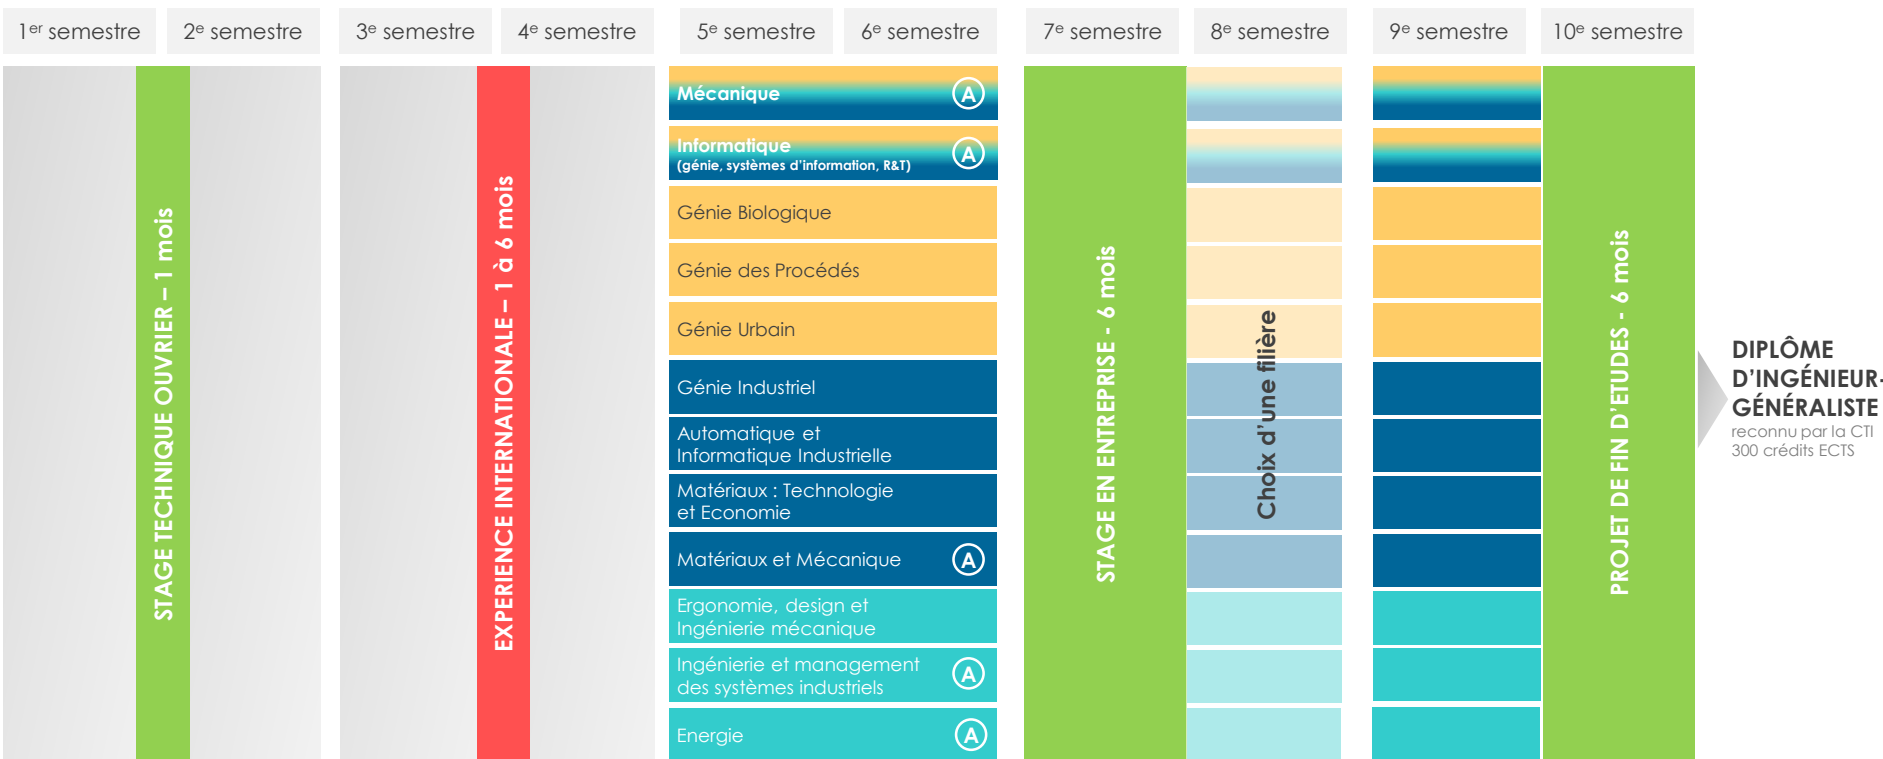 1er semestre
2e semestre
3e semestre
4e semestre
5e semestre
6e semestre
7e semestre
8e semestre
9e semestre
10e semestre
STAGE TECHNIQUE OUVRIER – 1 mois
EXPERIENCE INTERNATIONALE – 1 à 6 mois
Mécanique
A
Informatique
(génie, systèmes d'information, R&T)
A
Génie Biologique
Génie des Procédés
Génie Urbain
Génie Industriel
Automatique et
Informatique Industrielle
Matériaux : Technologie
et Economie
Matériaux et Mécanique
A
Ergonomie, design et
Ingénierie mécanique
Ingénierie et management
des systèmes industriels
A
Energie
A
STAGE EN ENTREPRISE - 6 mois
Choix d'une filière
PROJET DE FIN D'ETUDES - 6 mois
DIPLÔME
D'INGÉNIEUR-
GÉNÉRALISTE
reconnu par la CTI
300 crédits ECTS